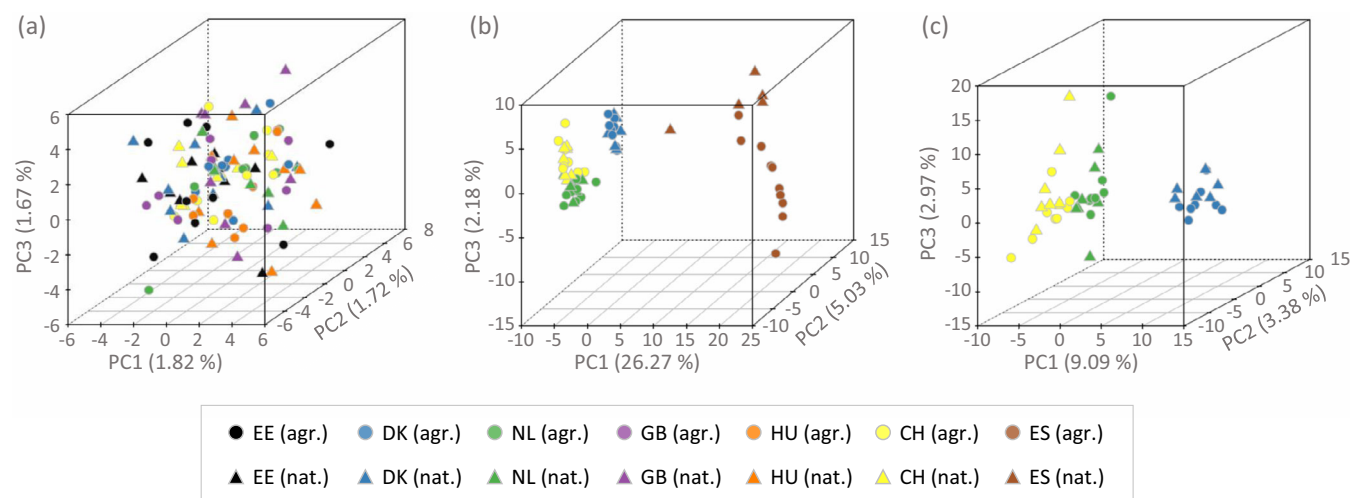 (a)
6
4
2
0
-2
-4
-6
PC3 (1.67 %)
-6 -4 -2 0 2 4 6
PC1 (1.82 %)
-6 -4 -2 0 2 4 6 8
PC2 (1.72 %)
(b)
10
5
0
-5
-10
-15
PC3 (2.18 %)
-10 -5 0 5 10 15 20 25
PC1 (26.27 %)
-10 -5 0 5 10 15
PC2 (5.03 %)
(c)
20
15
10
5
0
-5
-10
-15
PC3 (2.97 %)
-10 -5 0 5 10 15
PC1 (9.09 %)
-10 -5 0 5 10 15
PC2 (3.38 %)
EE (agr.) DK (agr.) NL (agr.) GB (agr.) HU (agr.) CH (agr.) ES (agr.)
EE (nat.) DK (nat.) NL (nat.) GB (nat.) HU (nat.) CH (nat.) ES (nat.)